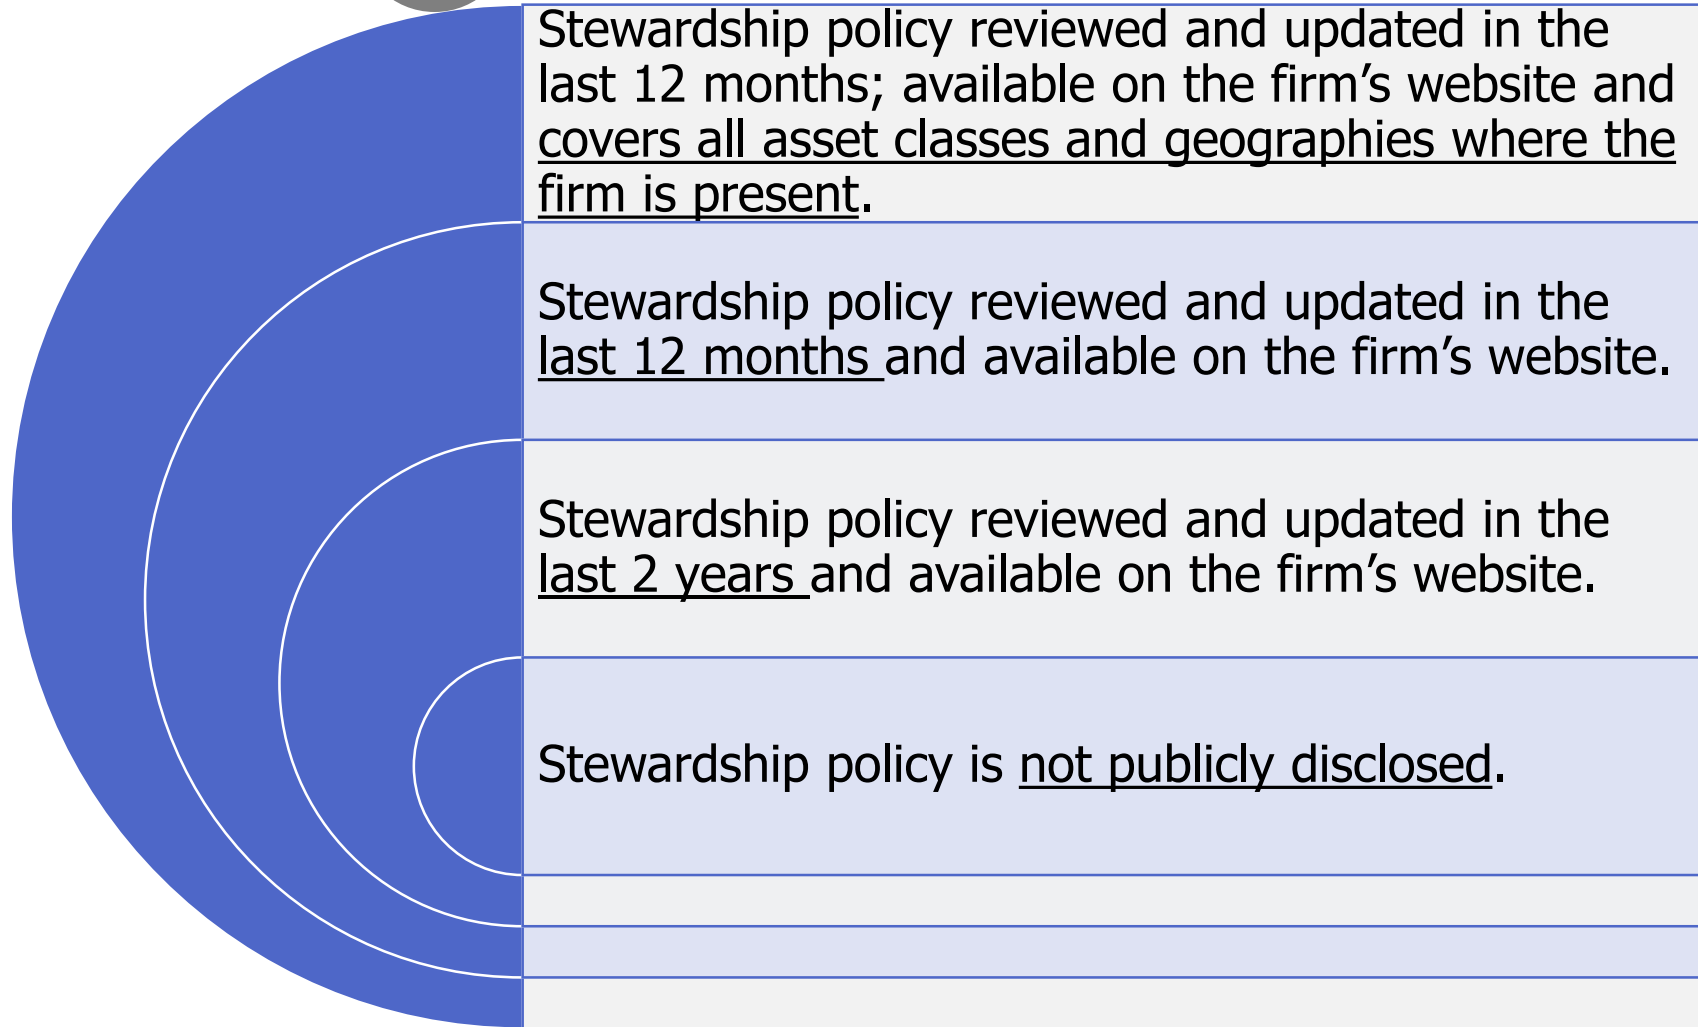 Stewardship policy reviewed and updated in the
last 12 months; available on the firm’s website and
covers all asset classes and geographies where the
firm is present.
Stewardship policy reviewed and updated in the
last 12 months and available on the firm’s website.
Stewardship policy reviewed and updated in the
last 2 years and available on the firm’s website.
Stewardship policy is not publicly disclosed.